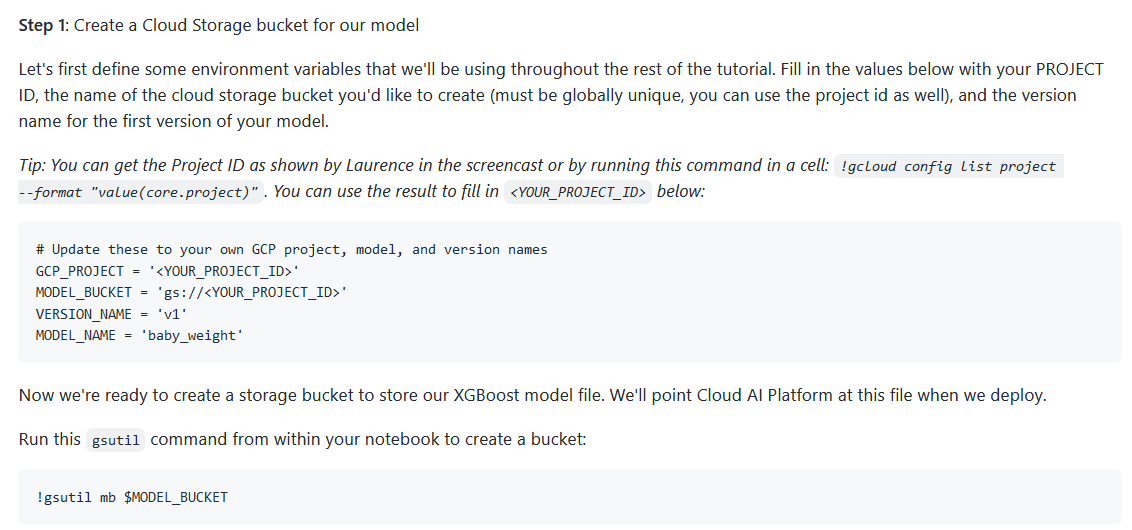 Step 1: Create a Cloud Storage bucket for our model
Let's first define some environment variables that we'll be using throughout the rest of the tutorial. Fill in the values below with your PROJECT
ID, the name of the cloud storage bucket you'd like to create (must be globally unique, you can use the project id as well), and the version
name for the first version of your model.
Tip: You can get the Project ID as shown by Laurence in the screencast or by running this command in a cell: !gcloud config list project
--format "value(core.project)" . You can use the result to fill in <YOUR_PROJECT_ID> below:
# Update these to your own GCP project, model, and version names
GCP_PROJECT = '<YOUR_PROJECT_ID>'
MODEL_BUCKET = 'gs://<YOUR_PROJECT_ID>'
VERSION_NAME = 'v1'
MODEL_NAME = 'baby_weight'
Now we're ready to create a storage bucket to store our XGBoost model file. We'll point Cloud AI Platform at this file when we deploy.
Run this gsutil command from within your notebook to create a bucket:
!gsutil mb $MODEL_BUCKET